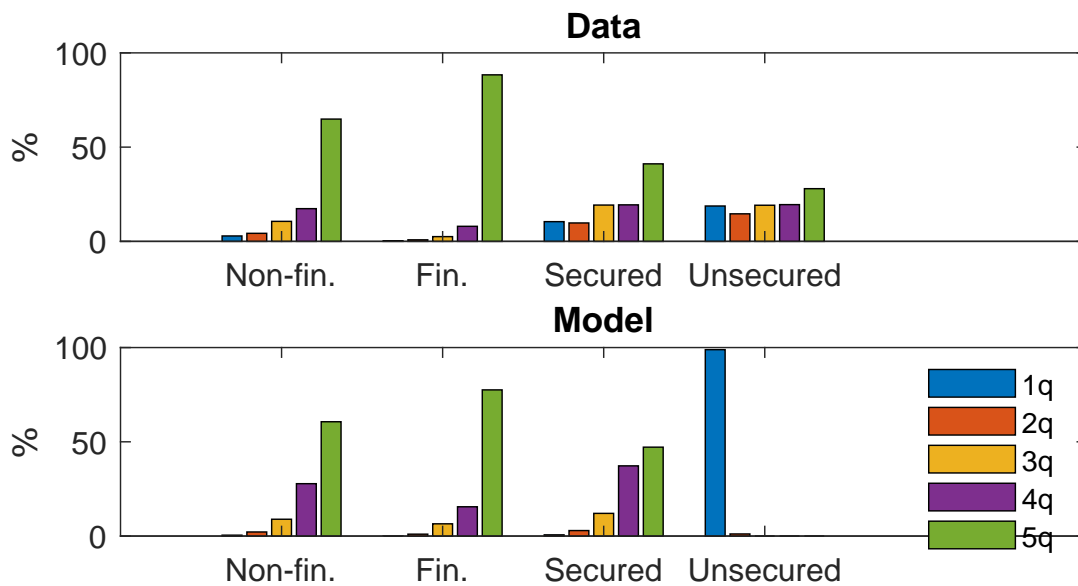 Data
100
50
0
%
Non-fin. Fin. Secured Unsecured
Model
100
50
0
%
Non-fin. Fin. Secured Unsecured
1q
2q
3q
4q
5q